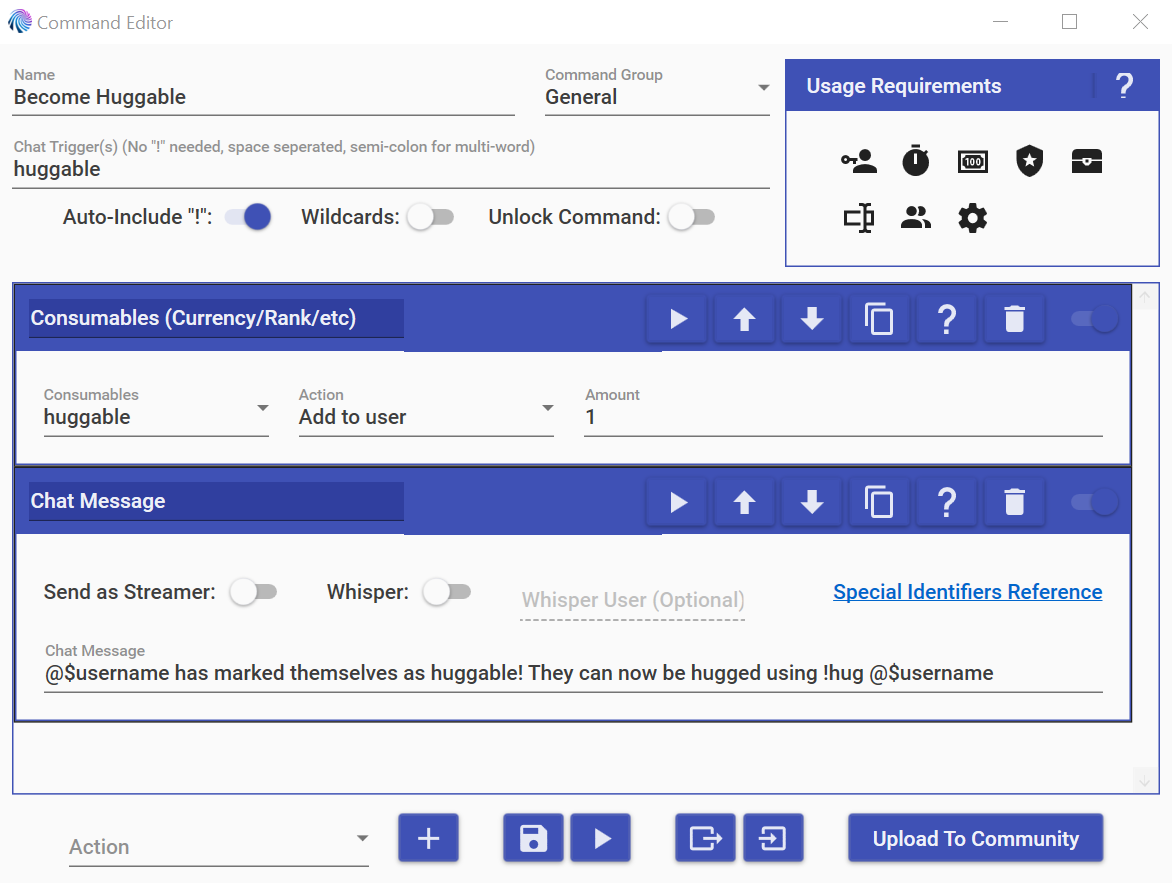 Command Editor
Name
Become Huggable
Command Group
General
Usage Requirements
?
Chat Trigger(s) (No "!" needed, space seperated, semi-colon for multi-word)
huggable
Auto-Include "!":
Wildcards:
Unlock Command:
100
Consumables (Currency/Rank/etc)
?
Consumables
huggable
Action
Add to user
Amount
1
Chat Message
?
Send as Streamer:
Whisper:
Whisper User (Optional)
Special Identifiers Reference
Chat Message
@$username has marked themselves as huggable! They can now be hugged using !hug @$username
Action
Upload To Community